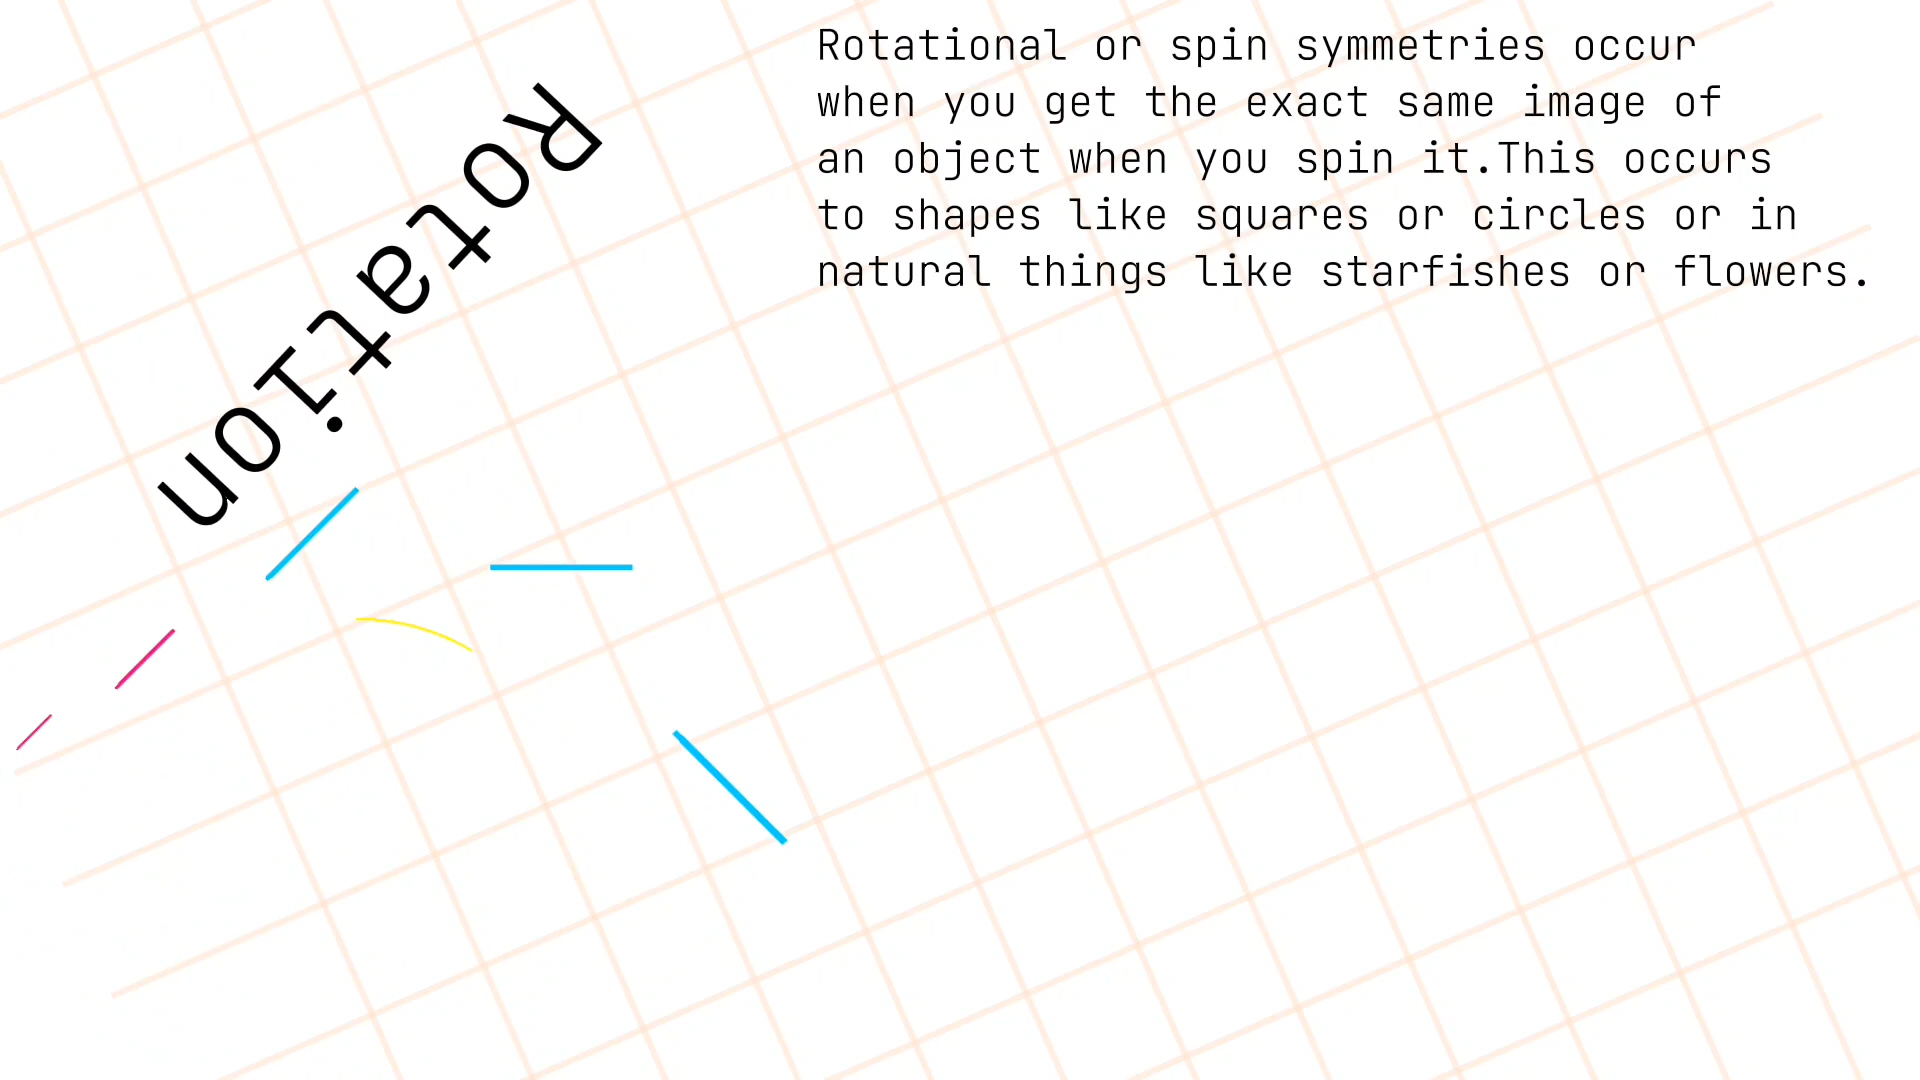 Rotation
Rotational or spin symmetries occur
when you get the exact same image of
an object when you spin it.This occurs
to shapes like squares or circles or in
natural things like starfishes or flowers.